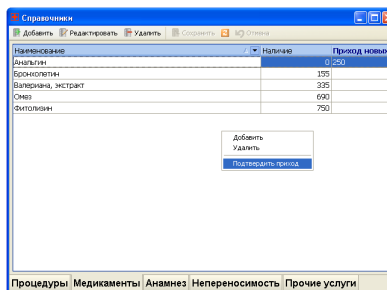 Справочники
Добавить Редактировать Удалить Сохранить Отмена
Наименование Наличие Приход новых
Анальгин 0 250
Бронхолетин 155
Валериана, экстракт 335
Омез 690
Фитолизин 750
Добавить
Удалить
Подтвердить приход
Процедуры Медикаменты Анамнез Непереносимость Прочие услуги